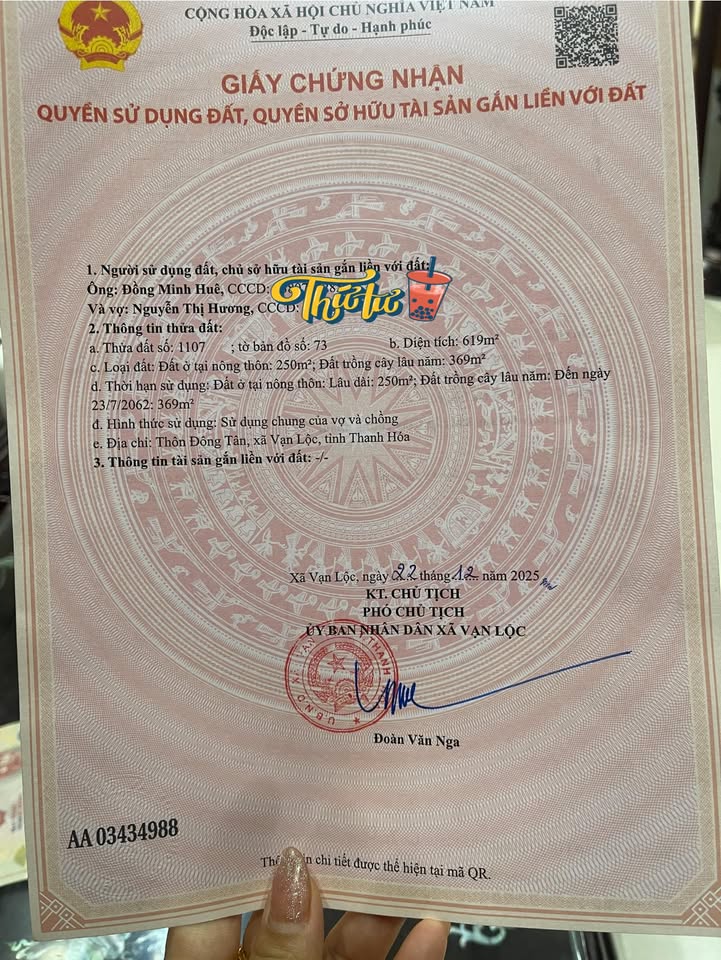 CỘNG HÒA XÃ HỘI CHỦ NGHĨA VIỆT NAM
Độc lập - Tự do - Hạnh phúc
GIẤY CHỨNG NHẬN
QUYỀN SỬ DỤNG ĐẤT, QUYỀN SỞ HỮU TÀI SẢN GẮN LIỀN VỚI ĐẤT
1. Người sử dụng đất, chủ sở hữu tài sản gắn liền với đất:
Ông: Đồng Minh Huê, CCCD:
Thứ tư
Và vợ: Nguyễn Thị Hương, CCCD:
2. Thông tin thửa đất:
a. Thửa đất số: 1107 ; tờ bản đồ số: 73 b. Diện tích: 619m²
c. Loại đất: Đất ở tại nông thôn: 250m²; Đất trồng cây lâu năm: 369m²
d. Thời hạn sử dụng: Đất ở tại nông thôn: Lâu dài: 250m²; Đất trồng cây lâu năm: Đến ngày
23/7/2062: 369m²
đ. Hình thức sử dụng: Sử dụng chung của vợ và chồng
e. Địa chỉ: Thôn Đông Tân, xã Vạn Lộc, tỉnh Thanh Hóa
3. Thông tin tài sản gắn liền với đất: -/-
Xã Vạn Lộc, ngày 22 tháng 12 năm 2025
KT. CHỦ TỊCH
PHÓ CHỦ TỊCH
ỦY BAN NHÂN DÂN XÃ VẠN LỘC
Đoàn Văn Nga
AA 03434988
chi tiết được thể hiện tại mã QR.